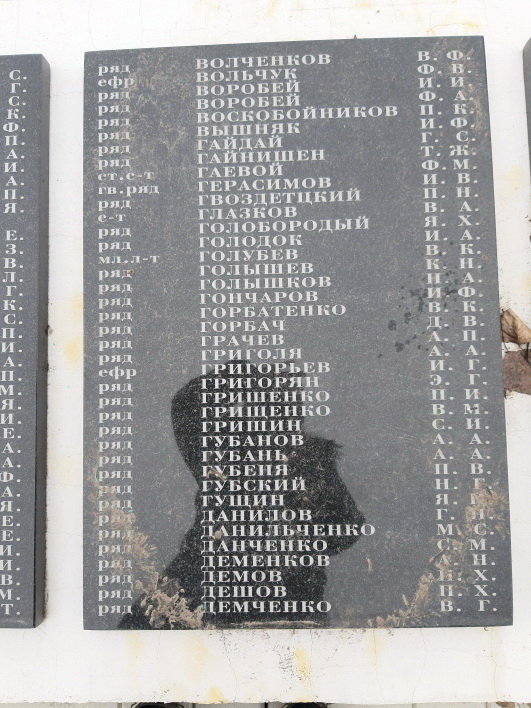 С.
Г.
С.
К.
Ф.
П.
А.
И.
А.
П.
Я.
Е.
З.
В.
Л.
Г.
К.
С.
П.
И.
А.
П.
М.
Я.
И.
Е.
А.
А.
Ф.
А.
Я.
Е.
Е.
И.
И.
В.
М.
Т.
ряд ВОЛЧЕНКОВ В. Ф.
ефр ВОЛЬЧУК Ф. В.
ряд ВОРОБЕЙ И. И.
ряд ВОРОБЕЙ Ф. А.
ряд ВОСКОБОЙНИКОВ П. К.
ряд ВЫШНЯК И. Ф.
ряд ГАЙДАЙ Г. С.
ряд ГАЙНИШЕН Т. Ж.
ст.с-т ГАЕВОЙ Ф. М.
гв.ряд ГЕРАСИМОВ И. В.
ряд ГВОЗДЕТЦКИЙ П. Н.
с-т ГЛАЗКОВ В. А.
ряд ГОЛОБОРОДЫЙ Я. Х.
ряд ГОЛОДОК И. А.
мл.л-т ГОЛУБЕВ В. К.
ряд ГОЛЫШЕВ К. Н.
ряд ГОЛЫШКОВ Н. А.
ряд ГОНЧАРОВ И. Ф.
ряд ГОРБАТЕНКО В. К.
ряд ГОРБАЧ Д. В.
ряд ГРАЧЕВ А. П.
ряд ГРИГОЛЯ А. А.
ефр ГРИГОРЬЕВ И. Г.
ряд ГРИГОРЯН Э. Г.
ряд ГРИШЕНКО П. И.
ряд ГРИЩЕНКО В. М.
ряд ГРИШИН С. И.
ряд ГУБАНОВ А. А.
ряд ГУБАНЬ А. А.
ряд ГУБЕНЯ П. В.
ряд ГУБСКИЙ Н. Г.
ряд ГУЩИН Я.
ряд ДАНИЛОВ Г.
ряд ДАНИЛЬЧЕНКО М. С.
ряд ДАНЧЕНКО С. М.
ряд ДЕМЕНКОВ А. Н.
ряд ДЕМОВ Х.
ряд ДЕШОВ П. Х.
ряд ДЕМЧЕНКО В. Г.